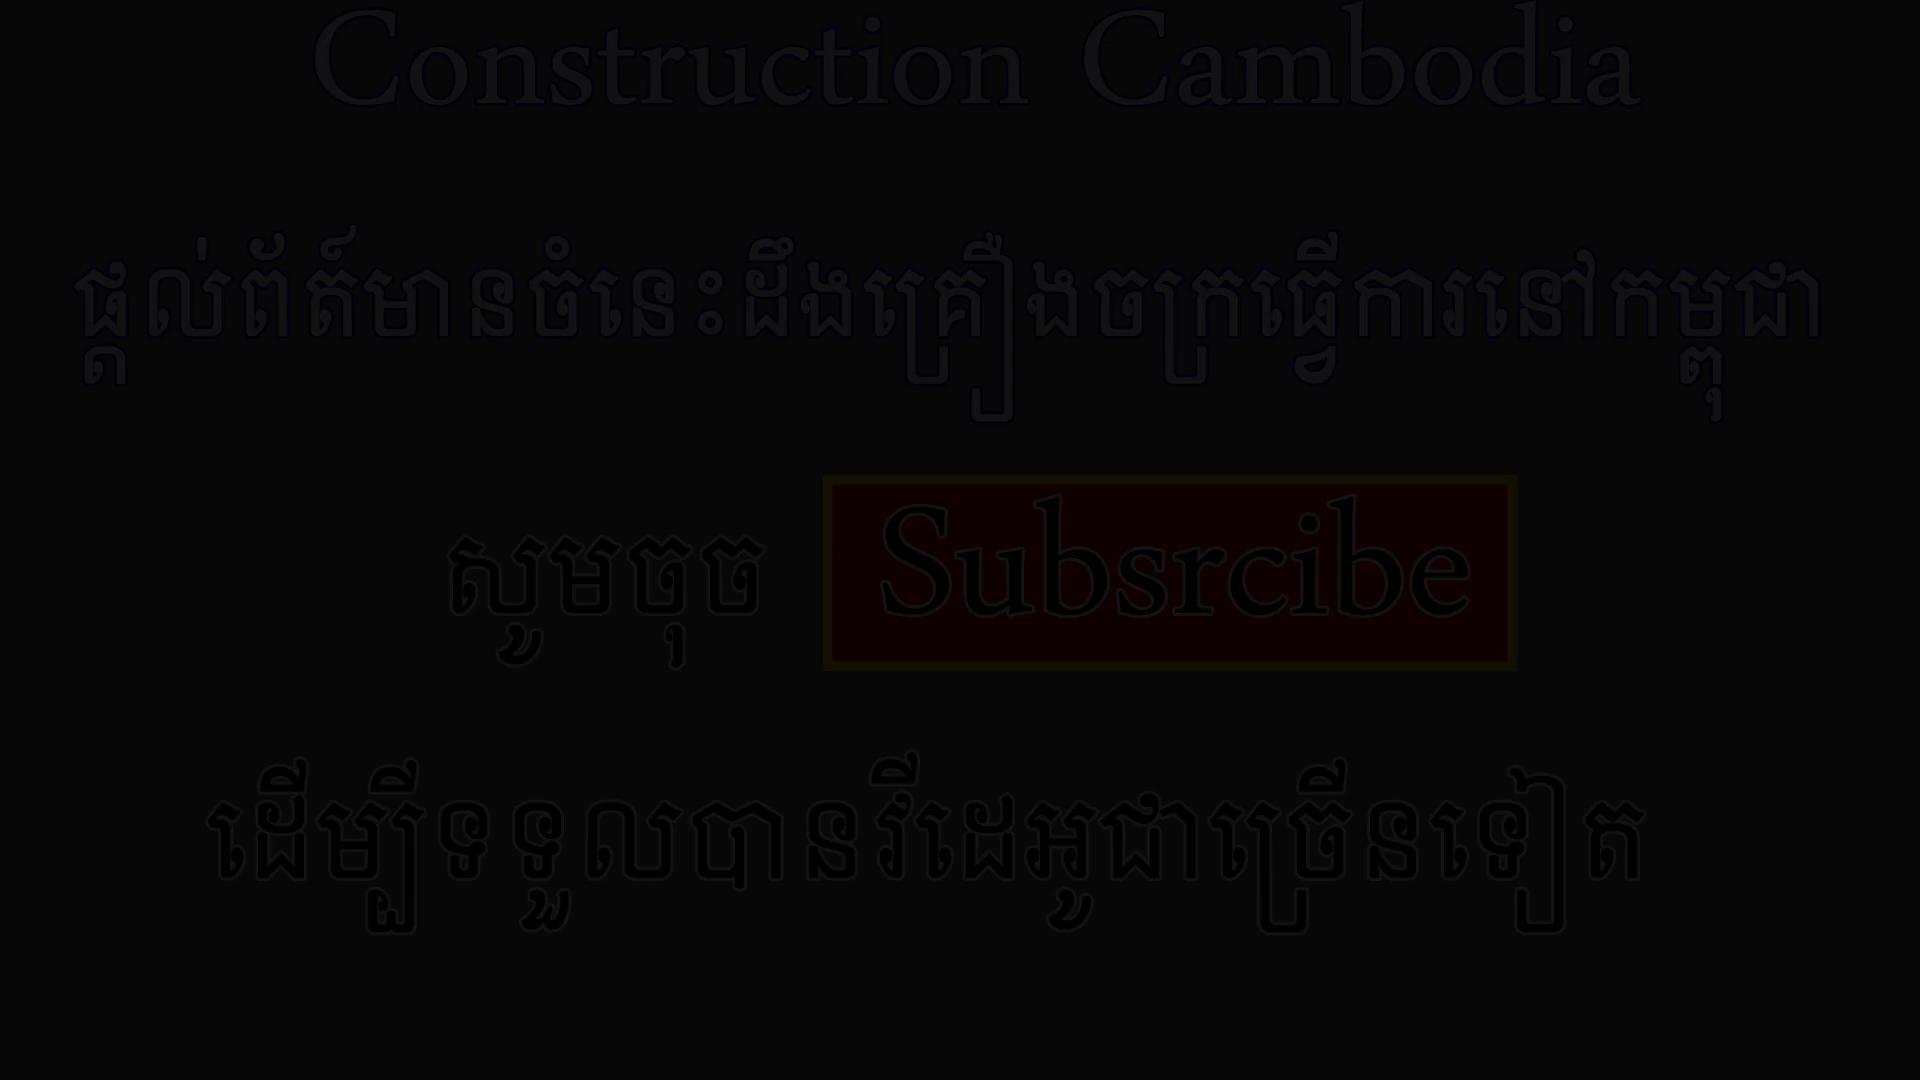 Construction Cambodia
ផ្ដល់ព័ត៍មានចំនេះដឹងគ្រឿងចក្រធ្វើការនៅកម្ពុជា
សូមចុច Subsrcibe
ដើម្បីទទួលបានវីដេអូជាច្រើនទៀត